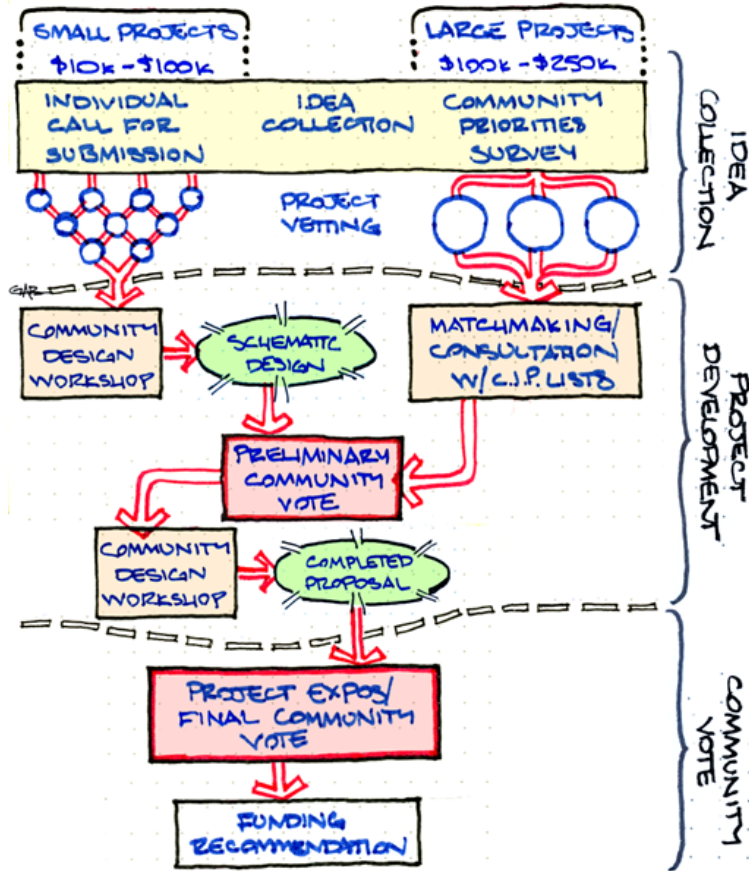 SMALL PROJECTS
$10K - $100K
LARGE PROJECTS
$100K - $250K
INDIVIDUAL
CALL FOR
SUBMISSION
IDEA
COLLECTION
COMMUNITY
PRIORITIES
SURVEY
PROJECT
VETTING
IDEA
COLLECTION
COMMUNITY
DESIGN
WORKSHOP
SCHEMATIC
DESIGN
MATCHMAKING/
CONSULTATION
W/C.I.P. LISTS
PRELIMINARY
COMMUNITY
VOTE
COMMUNITY
DESIGN
WORKSHOP
COMPLETED
PROPOSAL
PROJECT
DEVELOPMENT
PROJECT EXPOS/
FINAL COMMUNITY
VOTE
FUNDING
RECOMMENDATION
COMMUNITY
VOTE